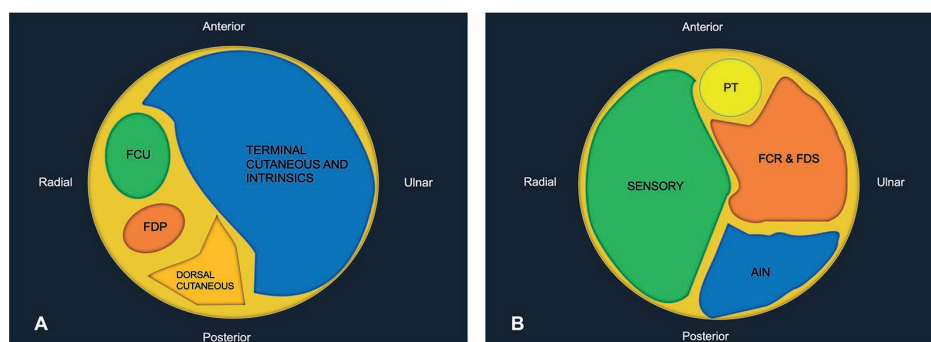 Anterior
FCU
TERMINAL
CUTANEOUS AND
INTRINSICS
Radial
Ulnar
FDP
DORSAL
CUTANEOUS
A
Posterior
Anterior
PT
FCR & FDS
Radial
SENSORY
Ulnar
AIN
B
Posterior